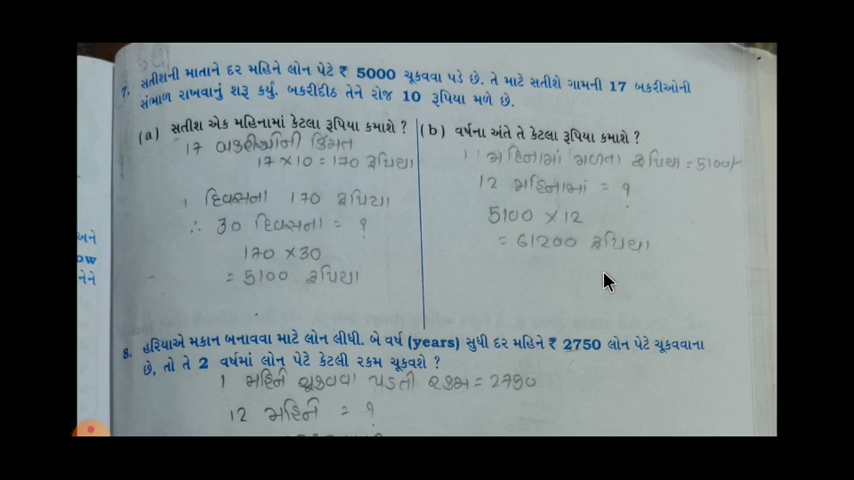 7. સતીશની માતાને દર મહિને લોન પેટે ₹ 5000 ચૂકવવા પડે છે. તે માટે સતીશે ગામની 17 બકરીઓની
સંભાળ રાખવાનું શરૂ કર્યું. બકરીદીઠ તેને રોજ 10 રૂપિયા મળે છે.
(a) સતીશ એક મહિનામાં કેટલા રૂપિયા કમાશે ?
17 બકરીઓની કિંમત
17 × 10 = 170 રૂપિયા
1 દિવસના 170 રૂપિયા
∴ 30 દિવસના = ?
170 × 30
= 5100 રૂપિયા
(b) વર્ષના અંતે તે કેટલા રૂપિયા કમાશે ?
1 મહિનામાં મળતા રૂપિયા = 5100/-
12 મહિનામાં = ?
5100 × 12
= 61200 રૂપિયા
8. હરિયાએ મકાન બનાવવા માટે લોન લીધી. બે વર્ષ (years) સુધી દર મહિને ₹ 2750 લોન પેટે ચૂકવવાના
છે, તો તે 2 વર્ષમાં લોન પેટે કેટલી રકમ ચૂકવશે ?
1 મહિને ચૂકવવા પડતી રકમ = 2750
12 મહિને = ?
અને
ow
નેને